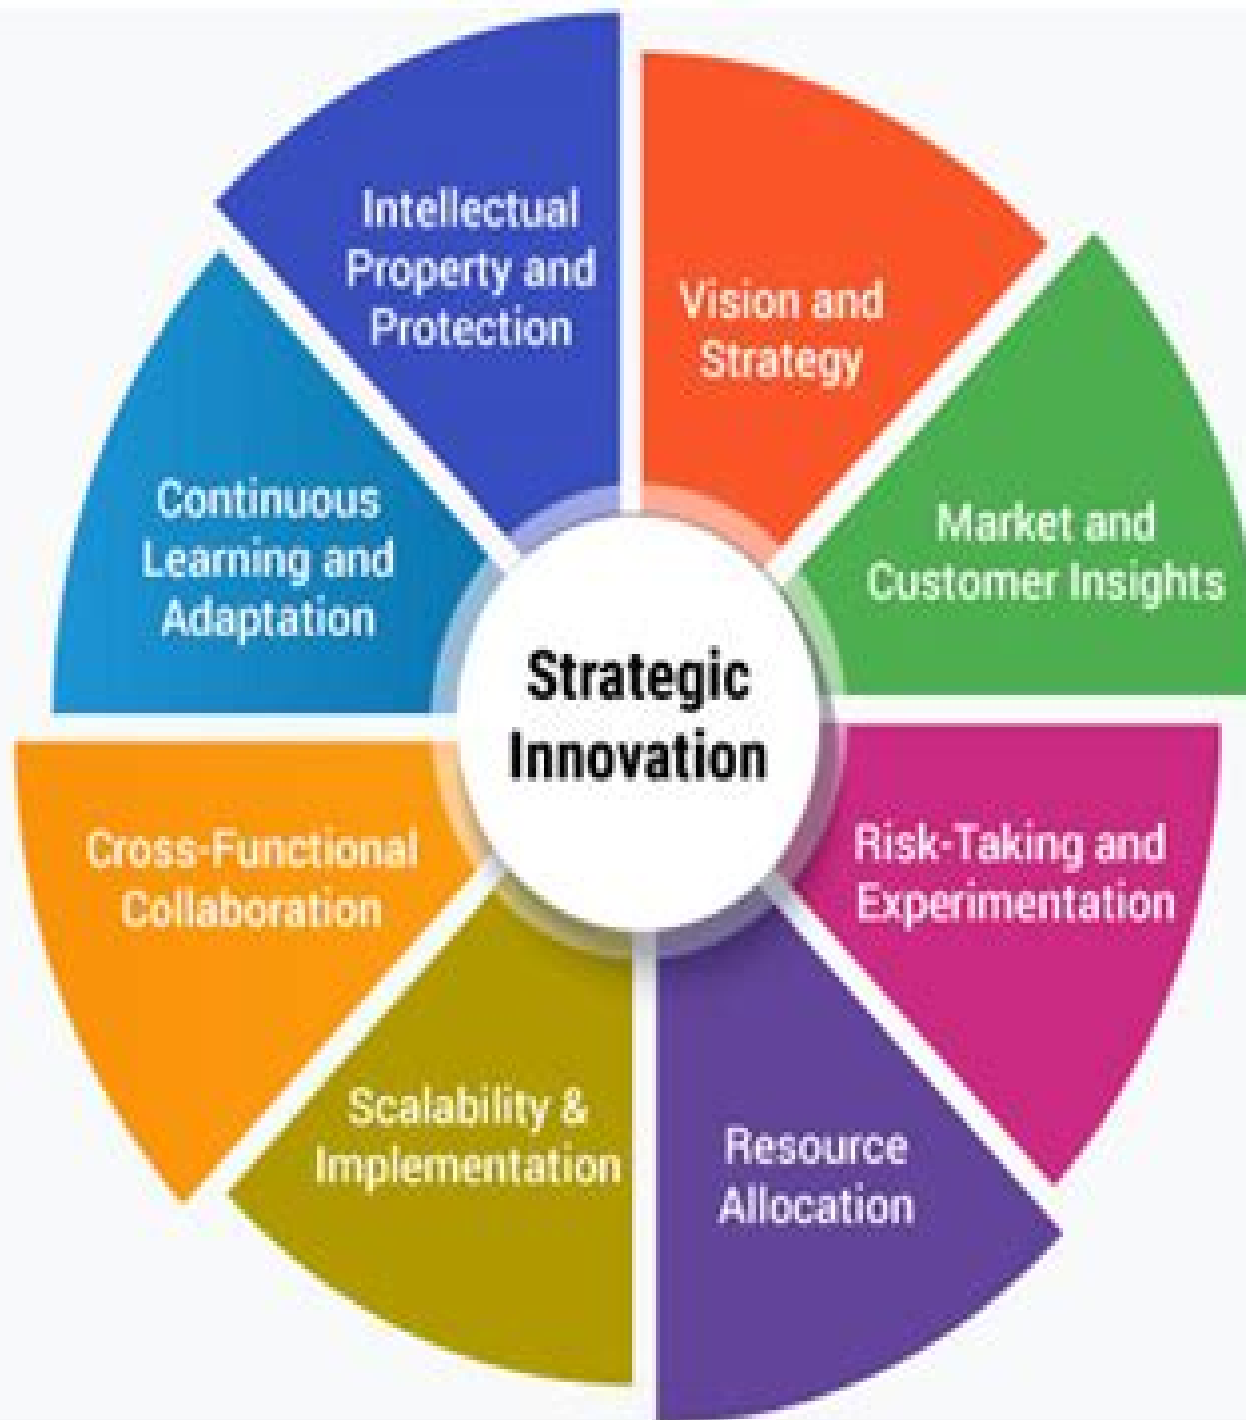 Intellectual
Property and
Protection
Vision and
Strategy
Market and
Customer Insights
Risk-Taking and
Experimentation
Resource
Allocation
Scalability &
Implementation
Cross-Functional
Collaboration
Continuous
Learning and
Adaptation
Strategic
Innovation